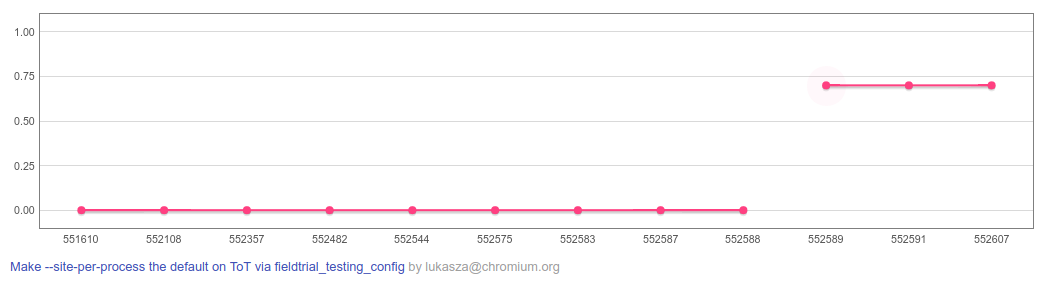 1.00
0.75
0.50
0.25
0.00
551610 552108 552357 552482 552544 552575 552583 552587 552588 552589 552591 552607
Make --site-per-process the default on ToT via fieldtrial_testing_config by lukasza@chromium.org